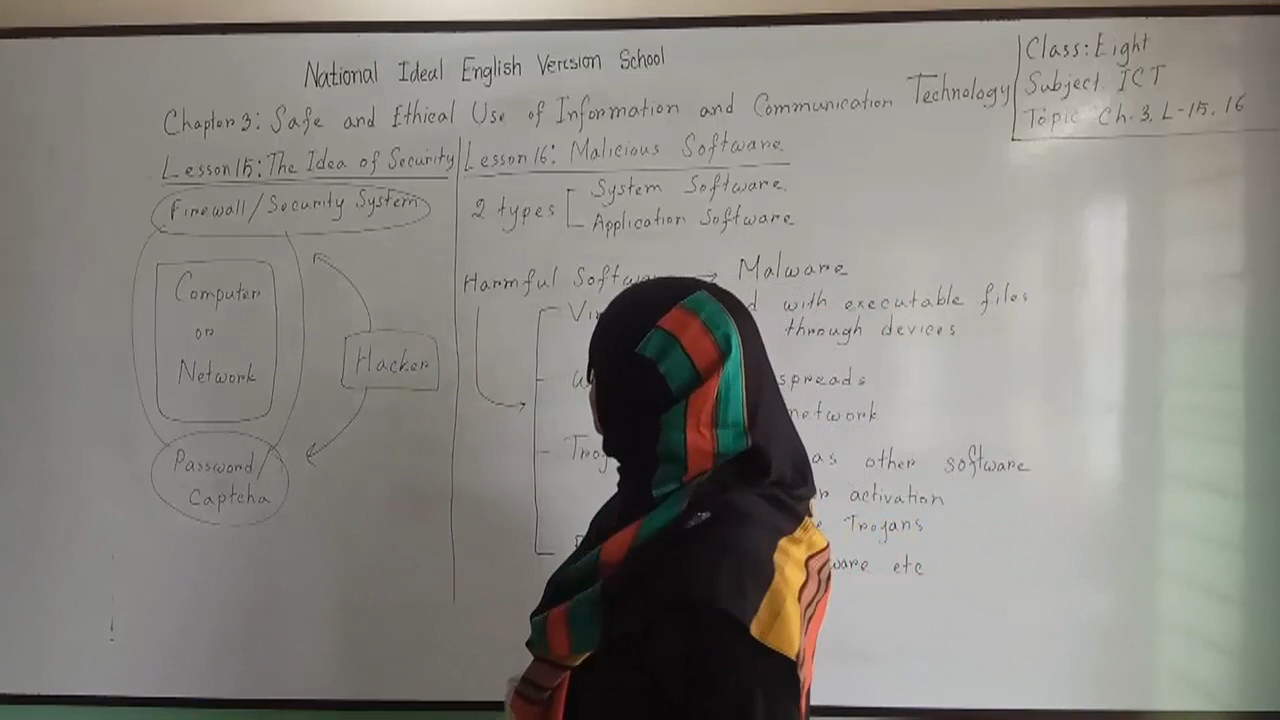 National Ideal English Version School
Class: Eight
Subject. ICT
Topic Ch-3, L-15, 16
Chapter 3: Safe and Ethical Use of Information and Communication Technology
Lesson 15: The Idea of Security
Firewall/Security System
Computer
or
Network
Hacker
Password/
Captcha
Lesson 16: Malicious Software
2 types
System Software
Application Software
Harmful → Malware
with executable files
through devices
spreads
network
as other software
activation
Trojans
etc